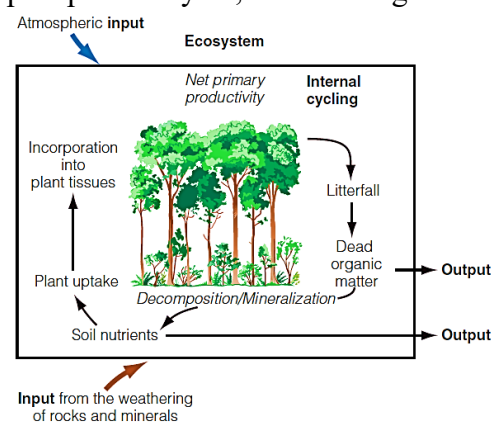 Atmospheric input
Ecosystem
Net primary
productivity
Internal
cycling
Incorporation
into
plant tissues
Litterfall
Dead
organic
matter
Output
Plant uptake
Decomposition/Mineralization
Soil nutrients
Output
Input from the weathering
of rocks and minerals